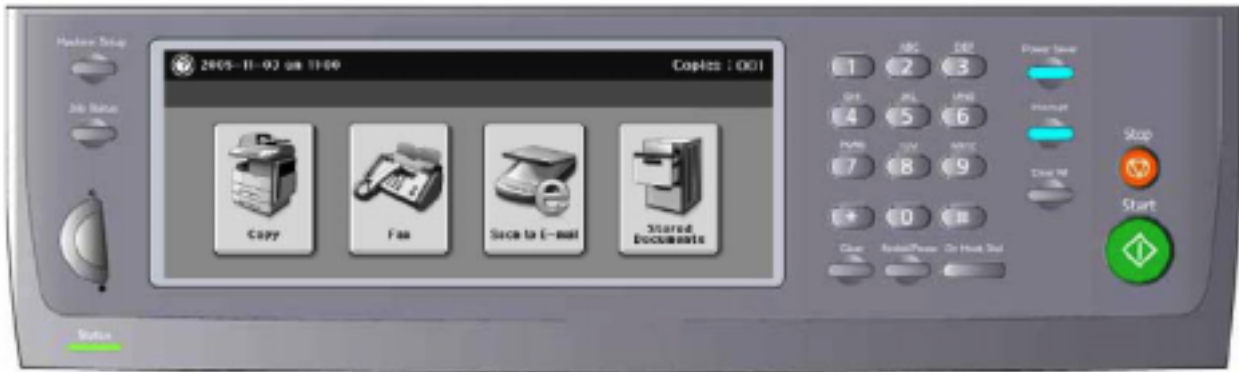 Machine Setup
Job Status
Status
2005-11-03 am 11:00
Copies : 001
Copy
Fax
Scan to E-mail
Stored
Documents
1
ABC
2
DEF
3
GHI
4
JKL
5
MNO
6
7
TUV
8
9
*
0
#
Clear
Redial/Pause
On Hook Dial
Power Saver
Interrupt
Clear All
Stop
Start